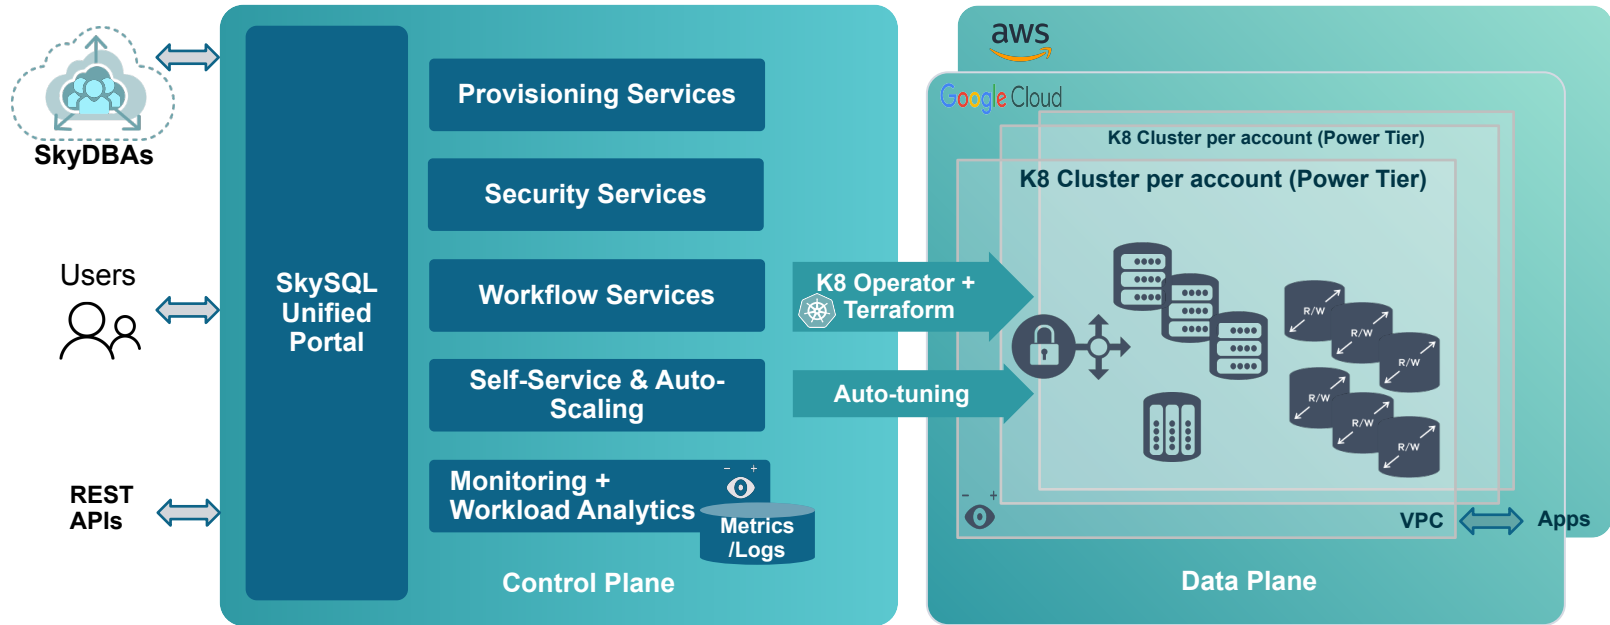 SkyDBAs
Users
REST
APIs
SkySQL
Unified
Portal
Provisioning Services
Security Services
Workflow Services
Self-Service & Auto-
Scaling
Monitoring +
Workload Analytics
Metrics
/Logs
Control Plane
K8 Operator +
Terraform
Auto-tuning
aws
Google Cloud
K8 Cluster per account (Power Tier)
K8 Cluster per account (Power Tier)
R/W
R/W
R/W
R/W
R/W
R/W
VPC
Apps
Data Plane